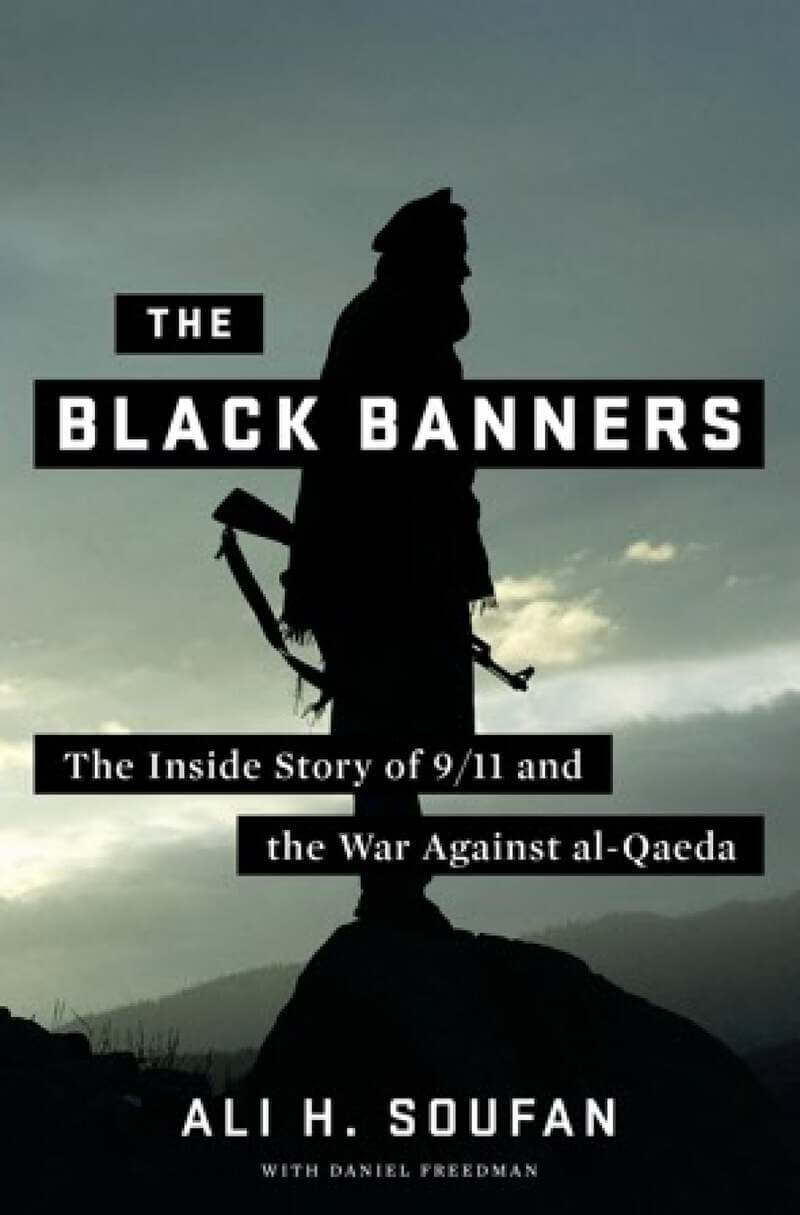 THE
BLACK BANNERS
The Inside Story of 9/11 and
the War Against al-Qaeda
ALI H. SOUFAN
WITH DANIEL FREEDMAN